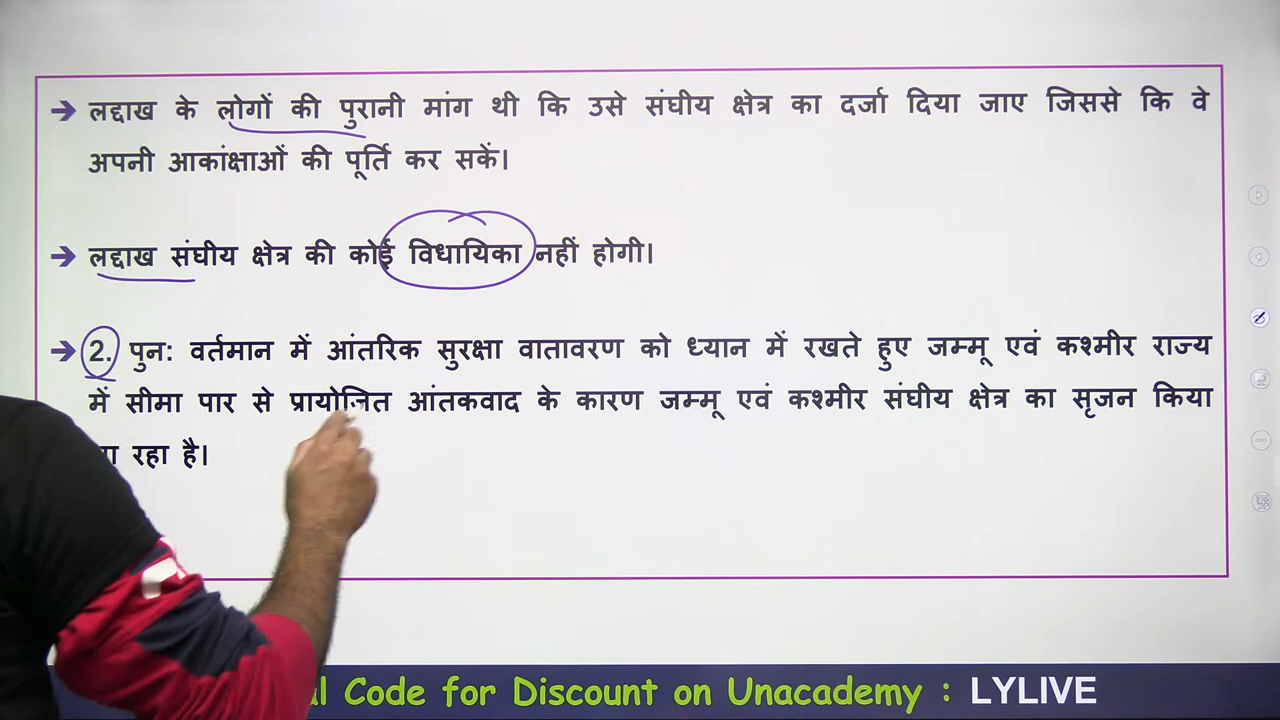 → लद्दाख के लोगों की पुरानी मांग थी कि उसे संघीय क्षेत्र का दर्जा दिया जाए जिससे कि वे
अपनी आकांक्षाओं की पूर्ति कर सकें।
→ लद्दाख संघीय क्षेत्र की कोई विधायिका नहीं होगी।
→ 2. पुन: वर्तमान में आंतरिक सुरक्षा वातावरण को ध्यान में रखते हुए जम्मू एवं कश्मीर राज्य
में सीमा पार से प्रायोजित आंतकवाद के कारण जम्मू एवं कश्मीर संघीय क्षेत्र का सृजन किया
रहा है।
Code for Discount on Unacademy : LYLIVE